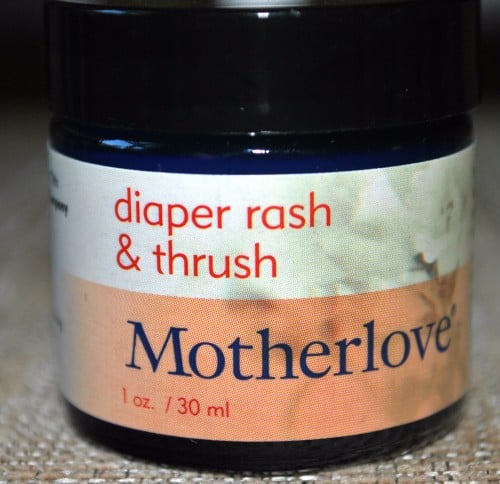 diaper rash
& thrush
Motherlove®
1 oz. / 30 ml